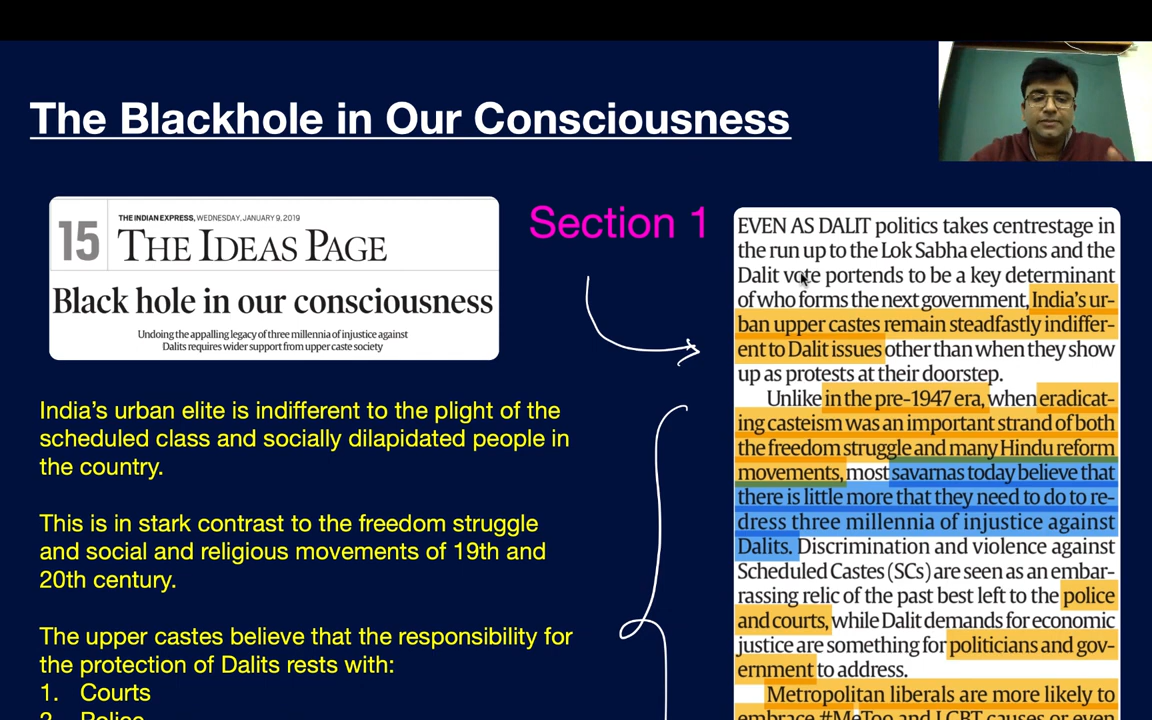 The Blackhole in Our Consciousness
15
THE INDIAN EXPRESS, WEDNESDAY, JANUARY 9, 2019
THE IDEAS PAGE
Black hole in our consciousness
Undoing the appalling legacy of three millennia of injustice against
Dalits requires wider support from upper caste society
Section 1
India's urban elite is indifferent to the plight of the
scheduled class and socially dilapidated people in
the country.
This is in stark contrast to the freedom struggle
and social and religious movements of 19th and
20th century.
The upper castes believe that the responsibility for
the protection of Dalits rests with:
1. Courts
2. Police
EVEN AS DALIT politics takes centrestage in
the run up to the Lok Sabha elections and the
Dalit vote portends to be a key determinant
of who forms the next government, India's ur-
ban upper castes remain steadfastly indiffer-
ent to Dalit issues other than when they show
up as protests at their doorstep.
Unlike in the pre-1947 era, when eradicat-
ing casteism was an important strand of both
the freedom struggle and many Hindu reform
movements, most savarnas today believe that
there is little more that they need to do to re-
dress three millennia of injustice against
Dalits. Discrimination and violence against
Scheduled Castes (SCs) are seen as an embar-
rassing relic of the past best left to the police
and courts, while Dalit demands for economic
justice are something for politicians and gov-
ernment to address.
Metropolitan liberals are more likely to
embrace #MeToo and LGBT causes or even